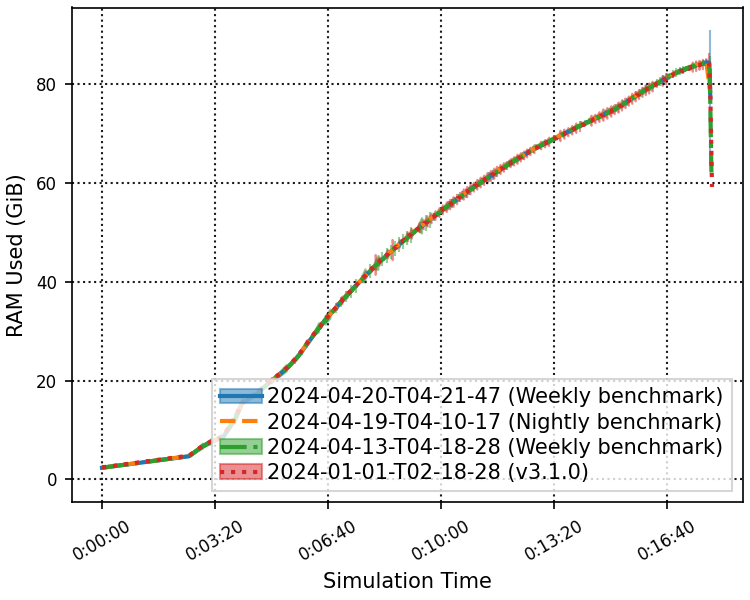 80
60
40
20
0
RAM Used (GiB)
2024-04-20-T04-21-47 (Weekly benchmark)
2024-04-19-T04-10-17 (Nightly benchmark)
2024-04-13-T04-18-28 (Weekly benchmark)
2024-01-01-T02-18-28 (v3.1.0)
0:00:00
0:03:20
0:06:40
0:10:00
0:13:20
0:16:40
Simulation Time